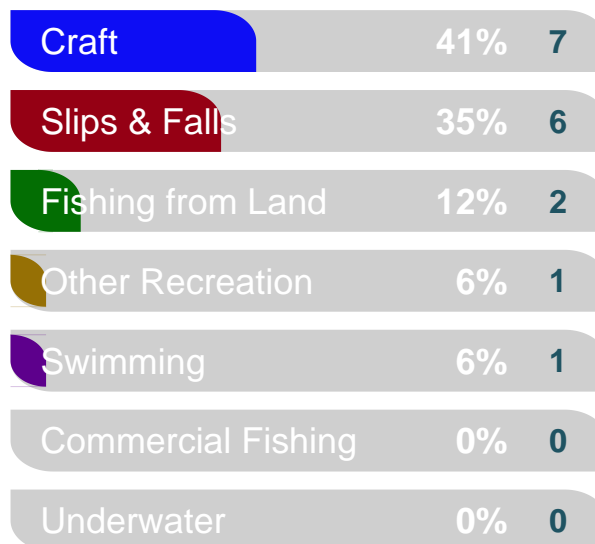 Craft 41% 7
Slips & Falls 35% 6
Fishing from Land 12% 2
Other Recreation 6% 1
Swimming 6% 1
Commercial Fishing 0% 0
Underwater 0% 0